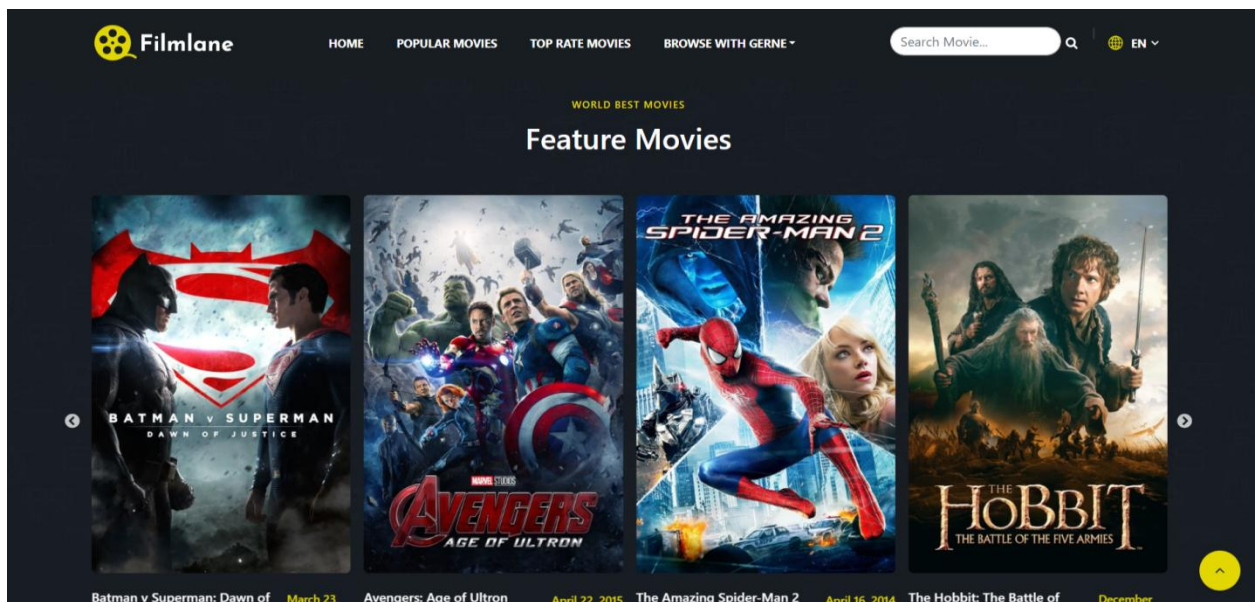 Filmlane
HOME
POPULAR MOVIES
TOP RATE MOVIES
BROWSE WITH GERNE
Search Movie...
EN
WORLD BEST MOVIES
Feature Movies
BATMAN v SUPERMAN
DAWN OF JUSTICE
MARVEL STUDIOS
AVENGERS
AGE OF ULTRON
THE AMAZING
SPIDER-MAN 2
THE
HOBBIT
THE BATTLE OF THE FIVE ARMIES
Batman v Superman: Dawn of
March 23,
Avengers: Age of Ultron
April 22, 2015
The Amazing Spider-Man 2
April 16, 2014
The Hobbit: The Battle of
December